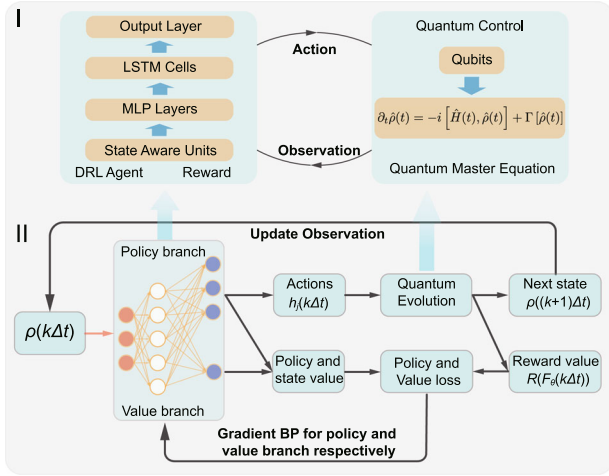 I
Output Layer
LSTM Cells
MLP Layers
State Aware Units
DRL Agent
Reward
Action
Observation
Quantum Control
Qubits
∂ₜρ̂(t) = −i [Ĥ(t), ρ̂(t)] + Γ [ρ̂(t)]
Quantum Master Equation
II
Update Observation
ρ(kΔt)
Policy branch
Value branch
Actions
hⱼ(kΔt)
Quantum
Evolution
Next state
ρ((k+1)Δt)
Policy and
state value
Policy and
Value loss
Reward value
R(F_θ(kΔt))
Gradient BP for policy and
value branch respectively